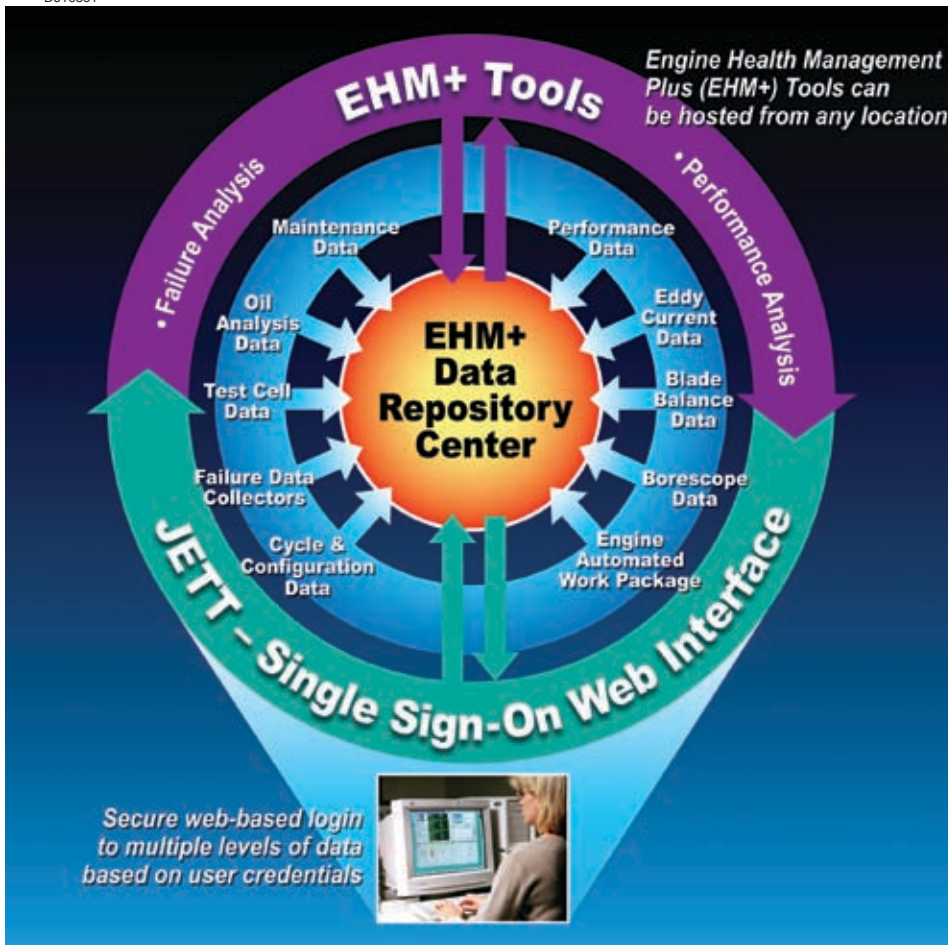 EHM+ Tools
Engine Health Management
Plus (EHM+) Tools can
be hosted from any location
• Failure Analysis
• Performance Analysis
Maintenance
Data
Oil
Analysis
Data
Test Cell
Data
Failure Data
Collectors
Cycle &
Configuration
Data
Performance
Data
Eddy
Current
Data
Blade
Balance
Data
Borescope
Data
Engine
Automated
Work Package
EHM+
Data
Repository
Center
JETT – Single Sign-On Web Interface
Secure web-based login
to multiple levels of data
based on user credentials